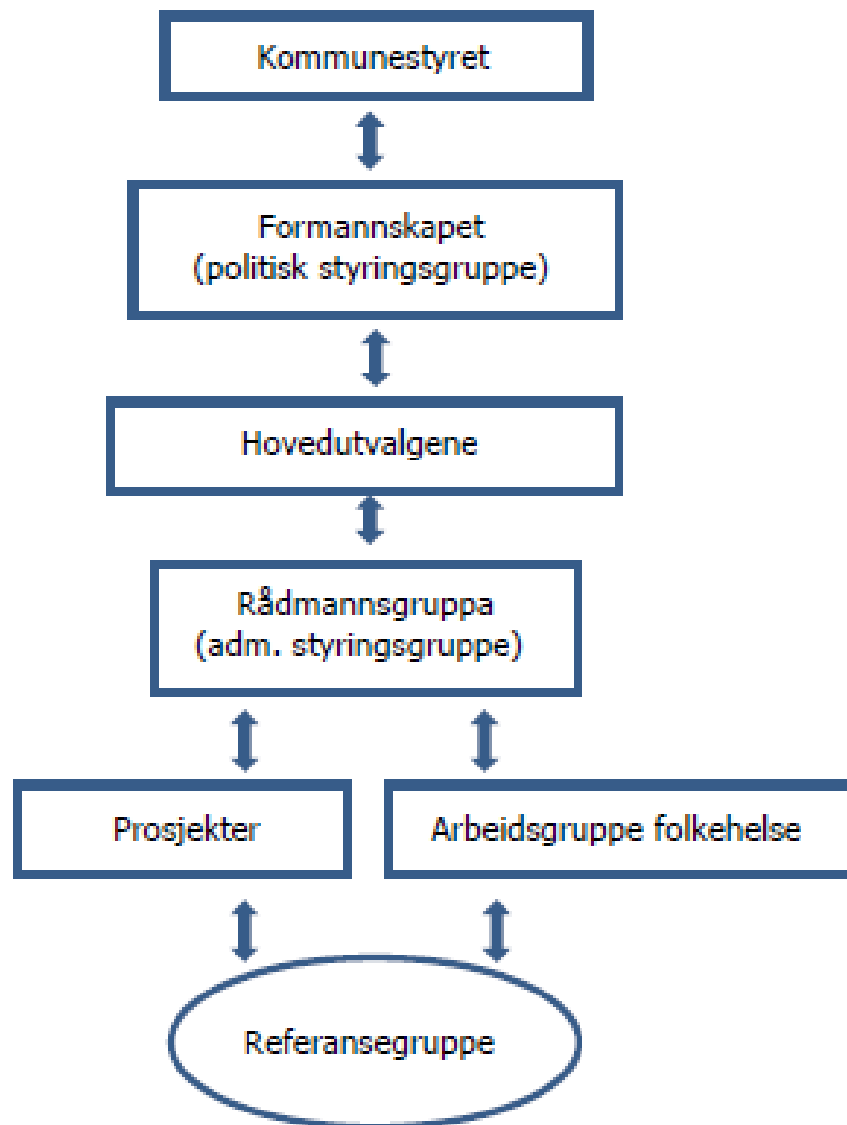 Kommunestyret
Formannskapet
(politisk styringsgruppe)
Hovedutvalgene
Rådmannsgruppa
(adm. styringsgruppe)
Prosjekter
Arbeidsgruppe folkehelse
Referansegruppe